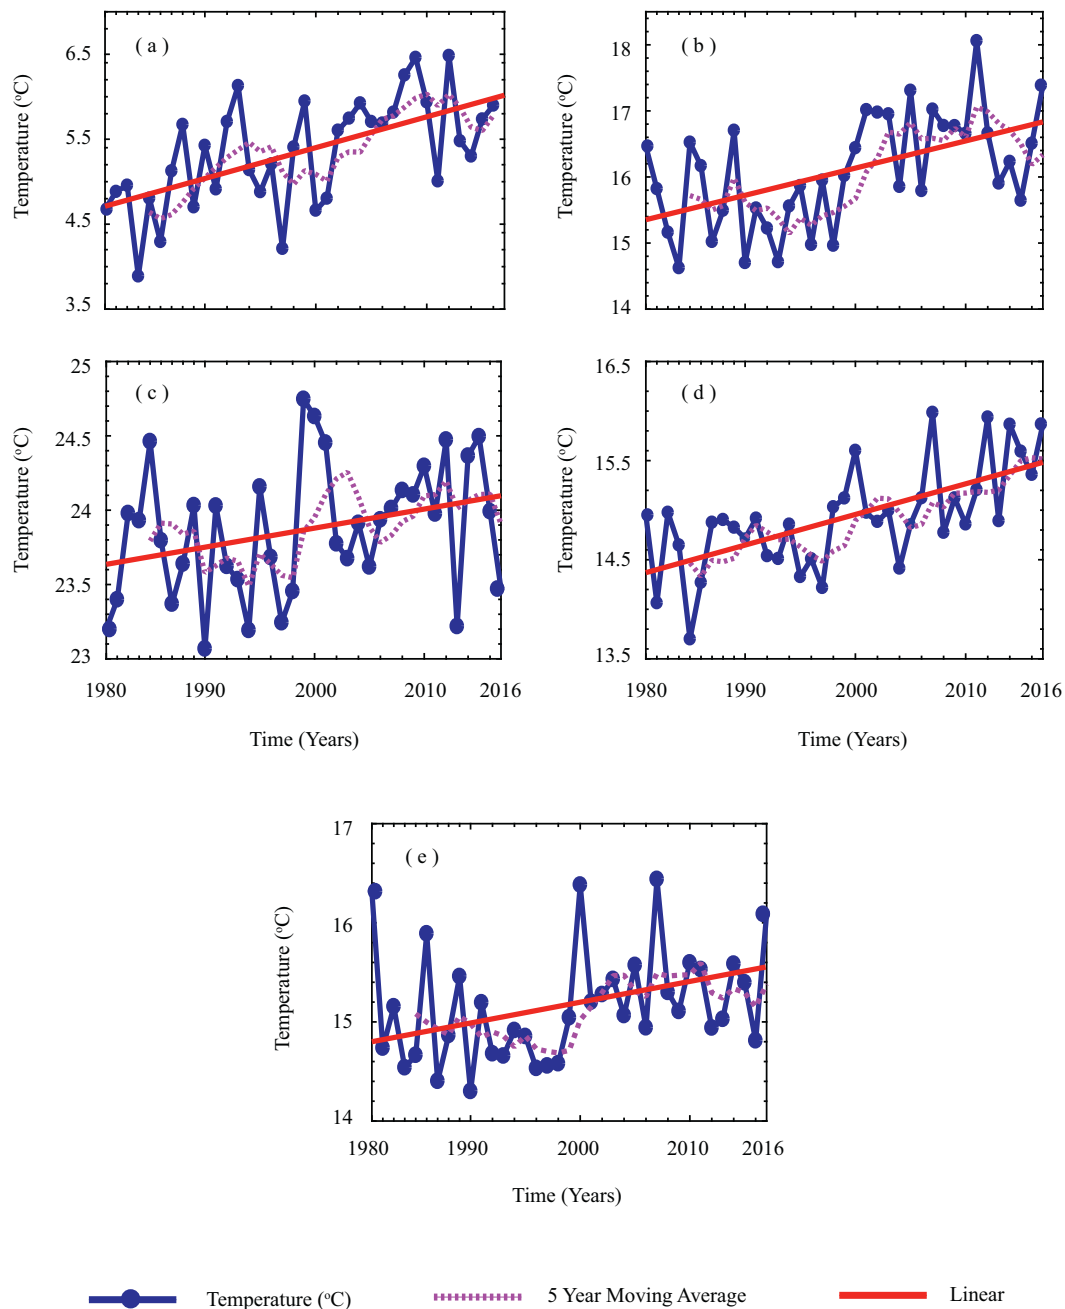 ( a )
6.5
5.5
4.5
3.5
Temperature (°C)
( b )
18
17
16
15
14
Temperature (°C)
( c )
25
24.5
24
23.5
23
Temperature (°C)
1980 1990 2000 2010 2016
Time (Years)
( d )
16.5
15.5
14.5
13.5
Temperature (°C)
1980 1990 2000 2010 2016
Time (Years)
( e )
17
16
15
14
Temperature (°C)
1980 1990 2000 2010 2016
Time (Years)
Temperature (°C) 5 Year Moving Average Linear